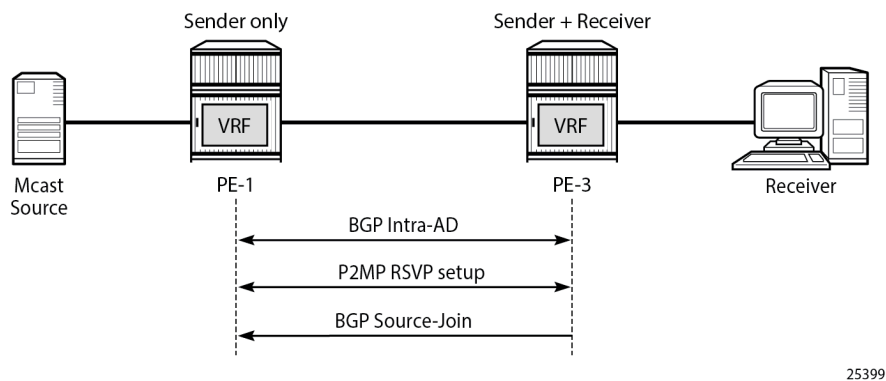 Sender only
Sender + Receiver
VRF
VRF
Mcast
Source
PE-1
PE-3
Receiver
BGP Intra-AD
P2MP RSVP setup
BGP Source-Join
25399